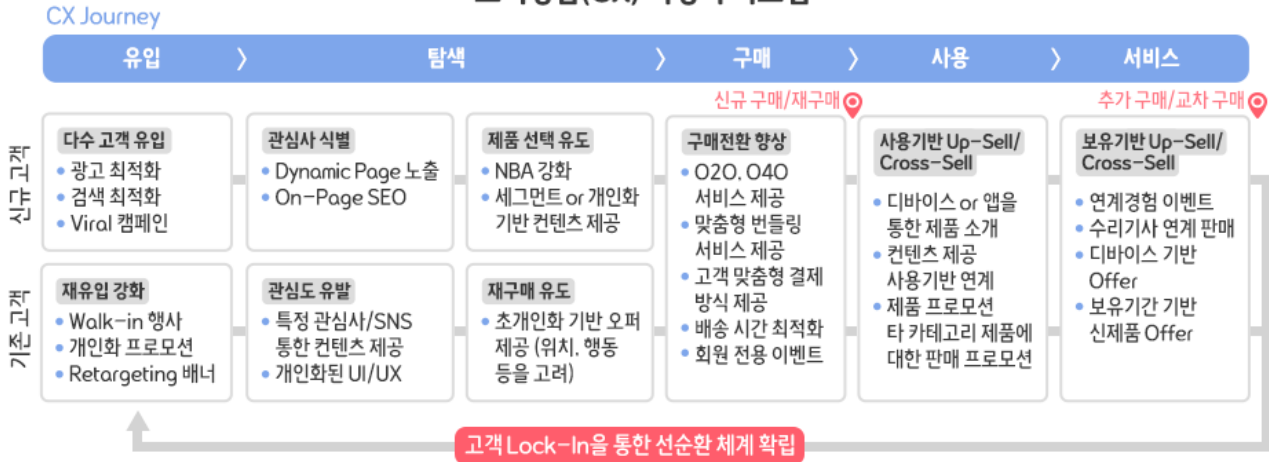 CX Journey
유입
탐색
구매
사용
서비스
신규 구매/재구매
추가 구매/교차 구매
신규 고객
다수 고객 유입
• 광고 최적화
• 검색 최적화
• Viral 캠페인
관심사 식별
• Dynamic Page 노출
• On-Page SEO
제품 선택 유도
• NBA 강화
• 세그먼트 or 개인화
기반 컨텐츠 제공
구매전환 향상
• O2O, O4O
서비스 제공
• 맞춤형 번들링
서비스 제공
• 고객 맞춤형 결제
방식 제공
• 배송 시간 최적화
• 회원 전용 이벤트
사용기반 Up-Sell/
Cross-Sell
• 디바이스 or 앱을
통한 제품 소개
• 컨텐츠 제공
사용기반 연계
• 제품 프로모션
타 카테고리 제품에
대한 판매 프로모션
보유기반 Up-Sell/
Cross-Sell
• 연계경험 이벤트
• 수리기사 연계 판매
• 디바이스 기반
Offer
• 보유기간 기반
신제품 Offer
기존 고객
재유입 강화
• Walk-in 행사
• 개인화 프로모션
• Retargeting 배너
관심도 유발
• 특정 관심사/SNS
통한 컨텐츠 제공
• 개인화된 UI/UX
재구매 유도
• 초개인화 기반 오퍼
제공 (위치, 행동
등을 고려)
고객 Lock-In을 통한 선순환 체계 확립